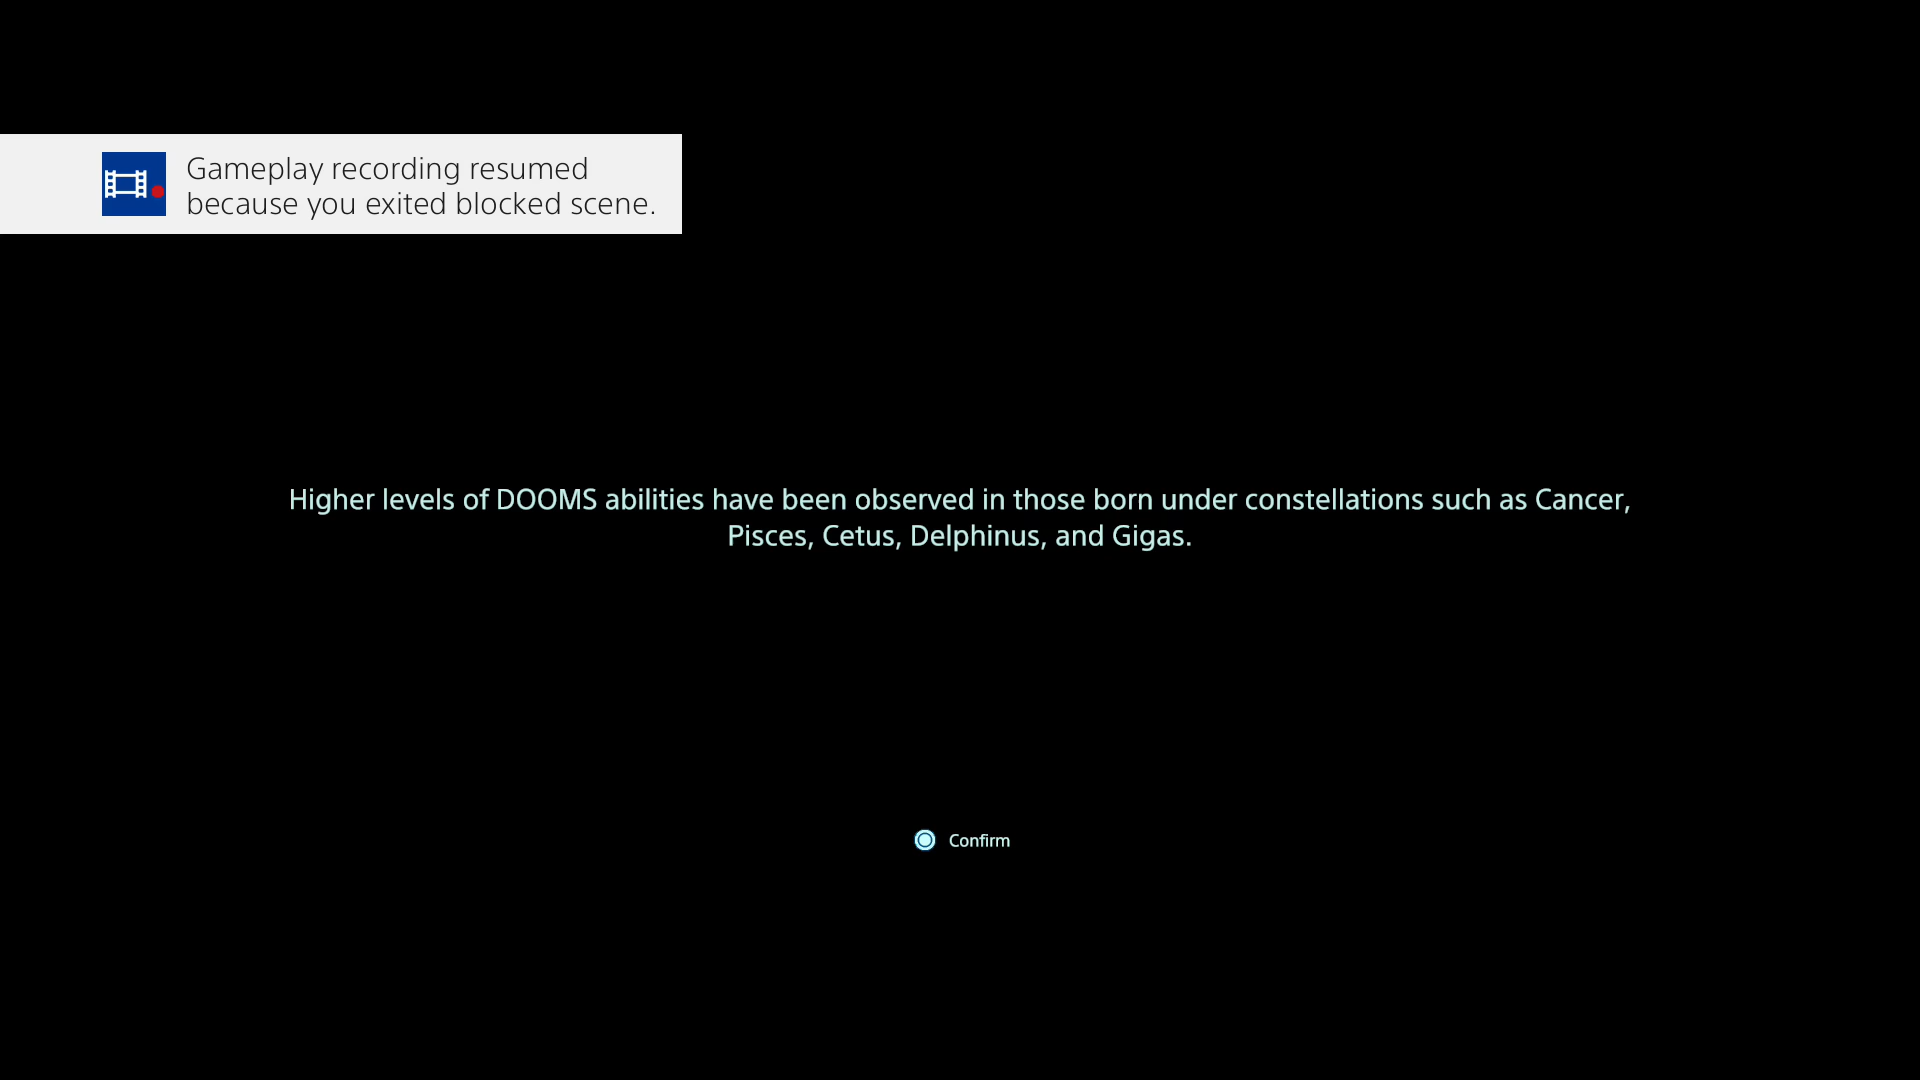 Gameplay recording resumed
because you exited blocked scene.
Higher levels of DOOMS abilities have been observed in those born under constellations such as Cancer,
Pisces, Cetus, Delphinus, and Gigas.
Confirm